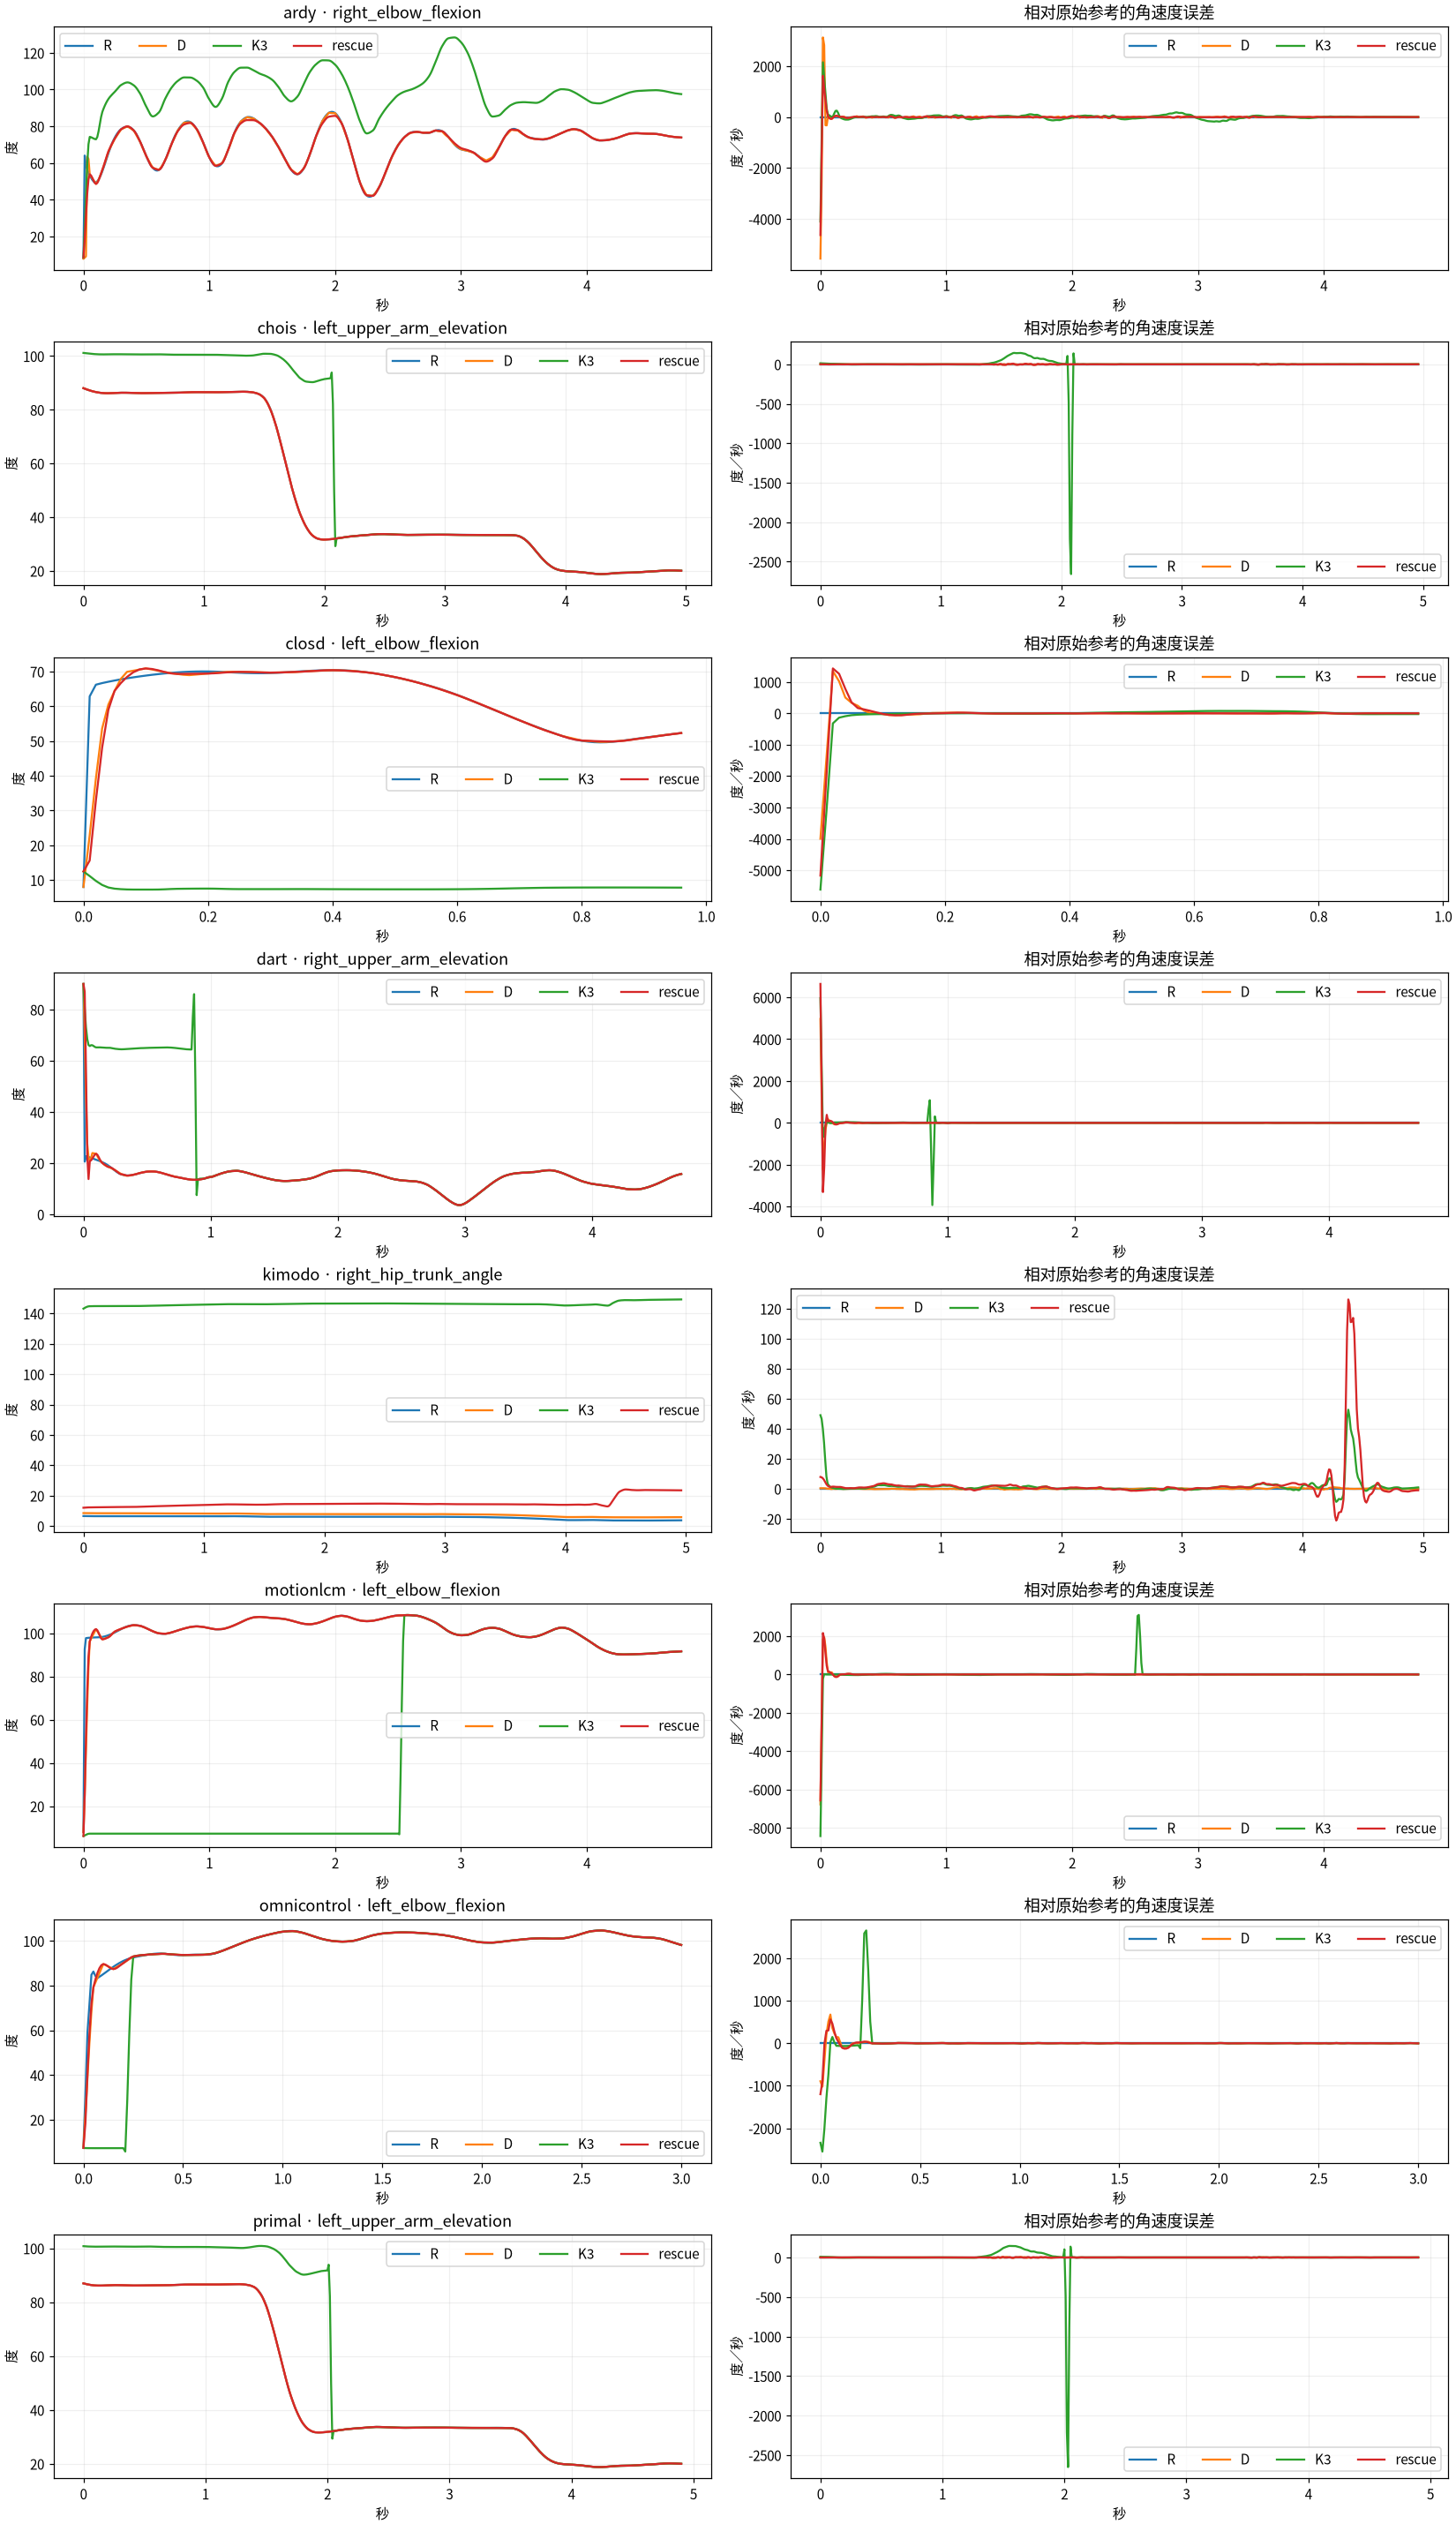 ardy · right_elbow_flexion
R D K3 rescue
度
120
100
80
60
40
20
0 1 2 3 4
秒
相对原始参考的角速度误差
R D K3 rescue
度／秒
2000
0
-2000
-4000
0 1 2 3 4
秒
chois · left_upper_arm_elevation
R D K3 rescue
度
100
80
60
40
20
0 1 2 3 4 5
秒
相对原始参考的角速度误差
R D K3 rescue
度／秒
0
-500
-1000
-1500
-2000
-2500
0 1 2 3 4 5
秒
closd · left_elbow_flexion
R D K3 rescue
度
70
60
50
40
30
20
10
0.0 0.2 0.4 0.6 0.8 1.0
秒
相对原始参考的角速度误差
R D K3 rescue
度／秒
1000
0
-1000
-2000
-3000
-4000
-5000
0.0 0.2 0.4 0.6 0.8 1.0
秒
dart · right_upper_arm_elevation
R D K3 rescue
度
80
60
40
20
0
0 1 2 3 4
秒
相对原始参考的角速度误差
R D K3 rescue
度／秒
6000
4000
2000
0
-2000
-4000
0 1 2 3 4
秒
kimodo · right_hip_trunk_angle
R D K3 rescue
度
140
120
100
80
60
40
20
0
0 1 2 3 4 5
秒
相对原始参考的角速度误差
R D K3 rescue
度／秒
120
100
80
60
40
20
0
-20
0 1 2 3 4 5
秒
motionlcm · left_elbow_flexion
R D K3 rescue
度
100
80
60
40
20
0 1 2 3 4
秒
相对原始参考的角速度误差
R D K3 rescue
度／秒
2000
0
-2000
-4000
-6000
-8000
0 1 2 3 4
秒
omnicontrol · left_elbow_flexion
R D K3 rescue
度
100
80
60
40
20
0.0 0.5 1.0 1.5 2.0 2.5 3.0
秒
相对原始参考的角速度误差
R D K3 rescue
度／秒
2000
1000
0
-1000
-2000
0.0 0.5 1.0 1.5 2.0 2.5 3.0
秒
primal · left_upper_arm_elevation
R D K3 rescue
度
100
80
60
40
20
0 1 2 3 4 5
秒
相对原始参考的角速度误差
R D K3 rescue
度／秒
0
-500
-1000
-1500
-2000
-2500
0 1 2 3 4 5
秒